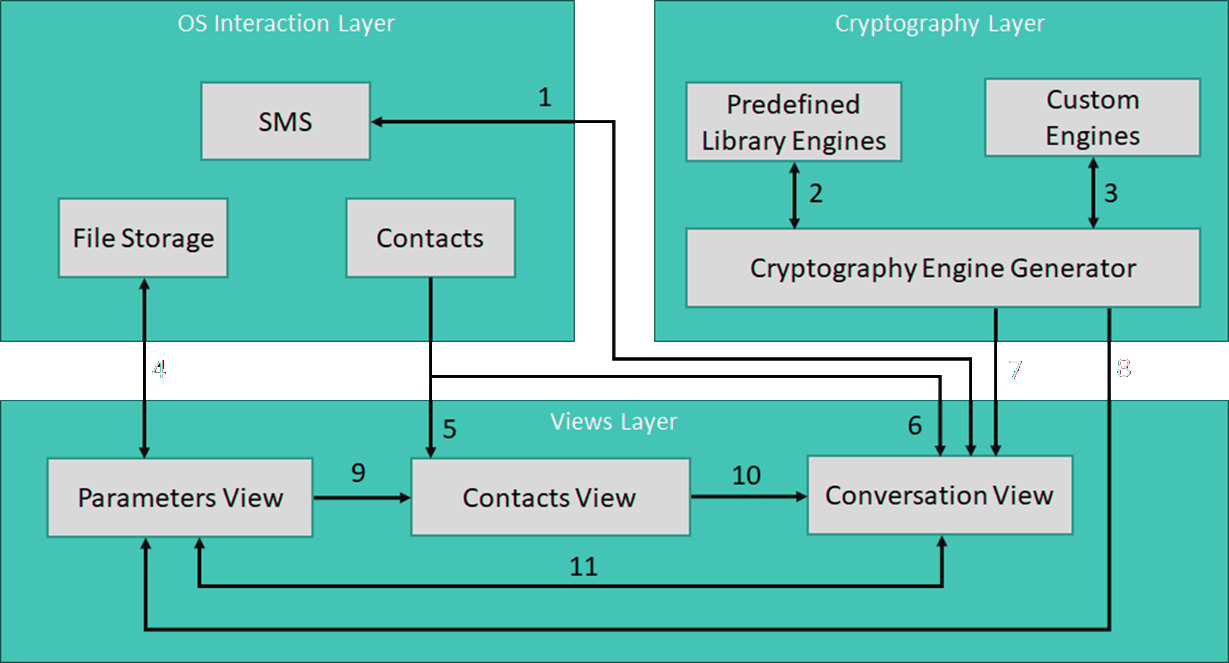 OS Interaction Layer
Cryptography Layer
SMS
1
Predefined
Library Engines
Custom
Engines
2
3
File Storage
Contacts
Cryptography Engine Generator
4
7
8
Views Layer
5
6
Parameters View
9
Contacts View
10
Conversation View
11